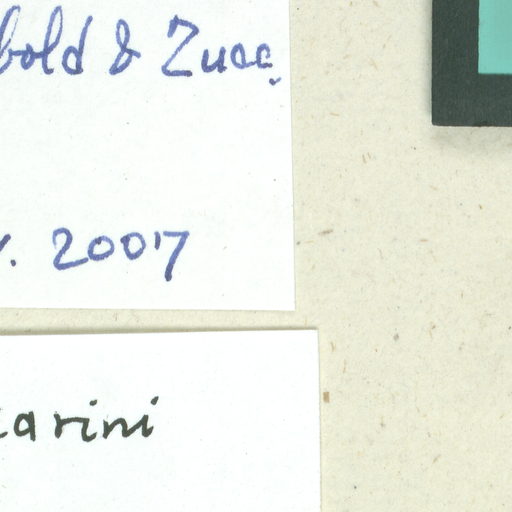 bold & Zucc.
. 2007
arini